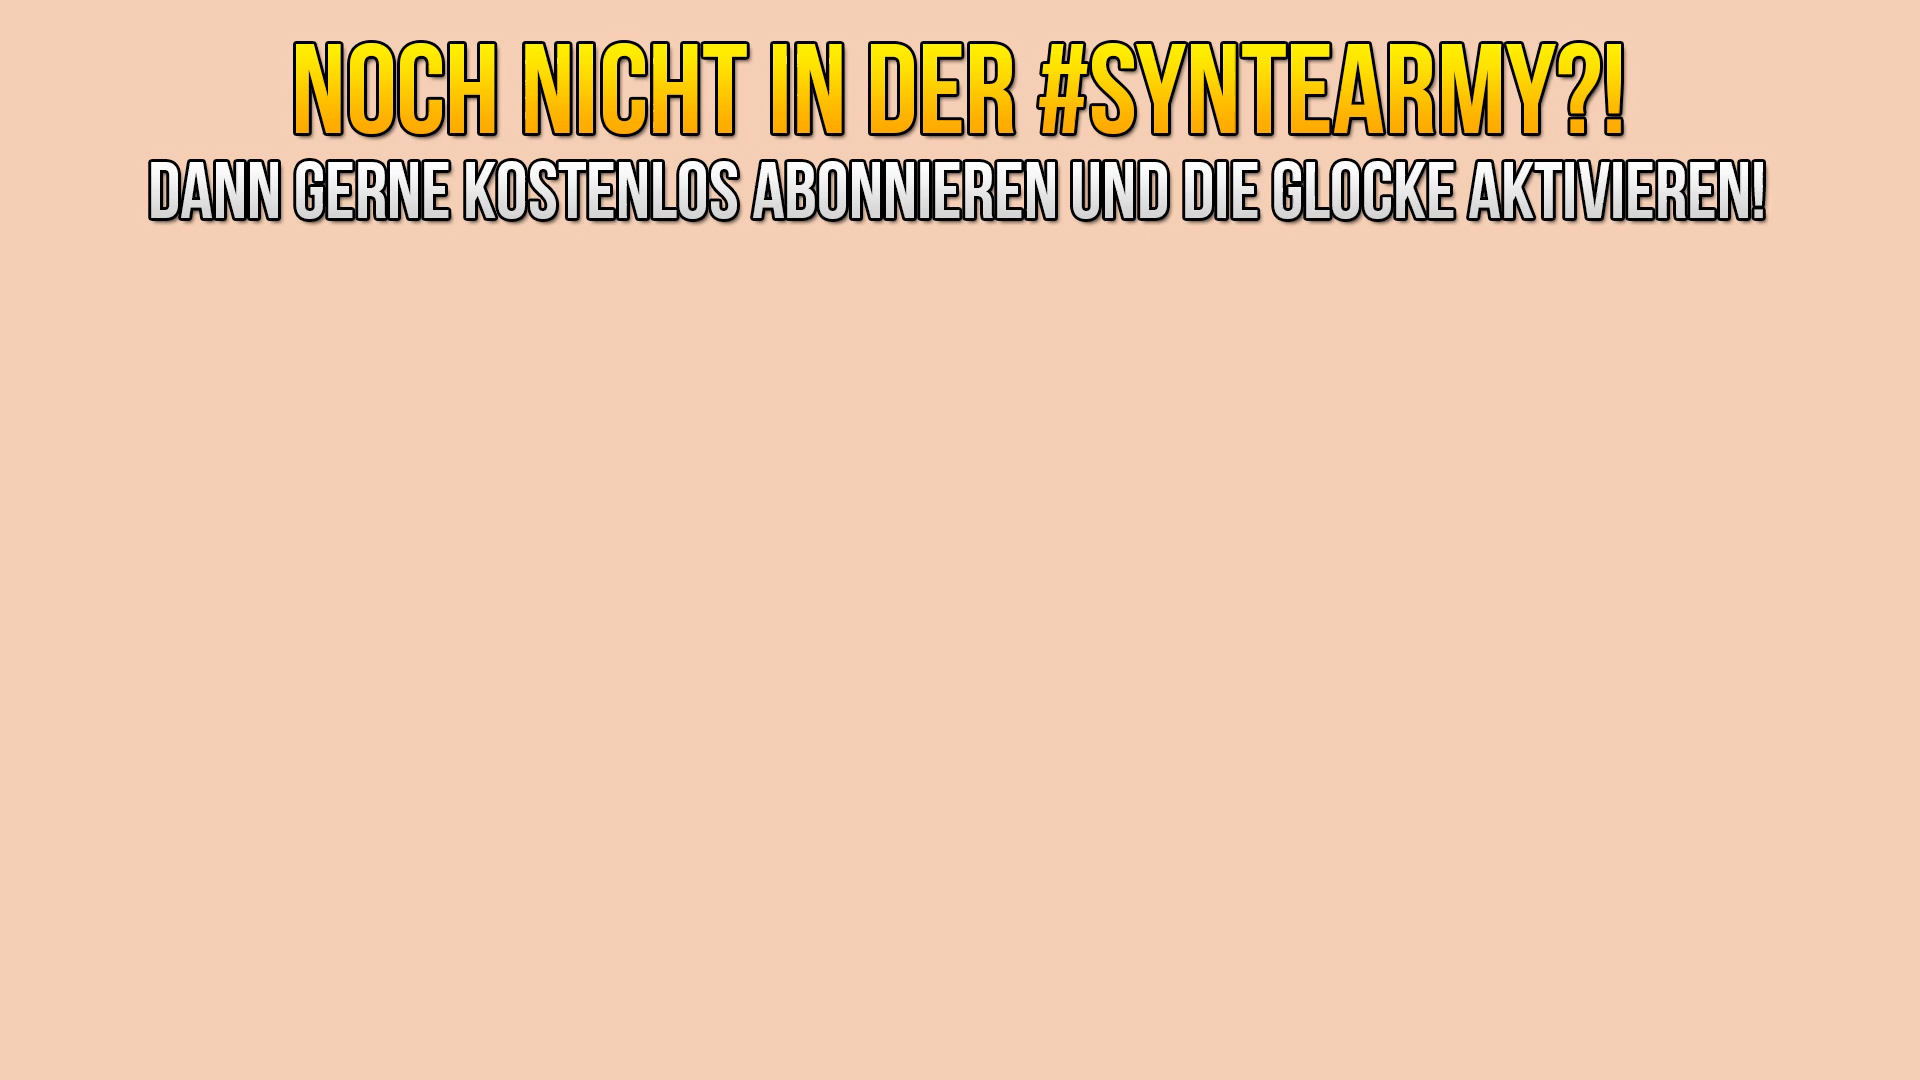 NOCH NICHT IN DER #SYNTEARMY?!
DANN GERNE KOSTENLOS ABONNIEREN UND DIE GLOCKE AKTIVIEREN!